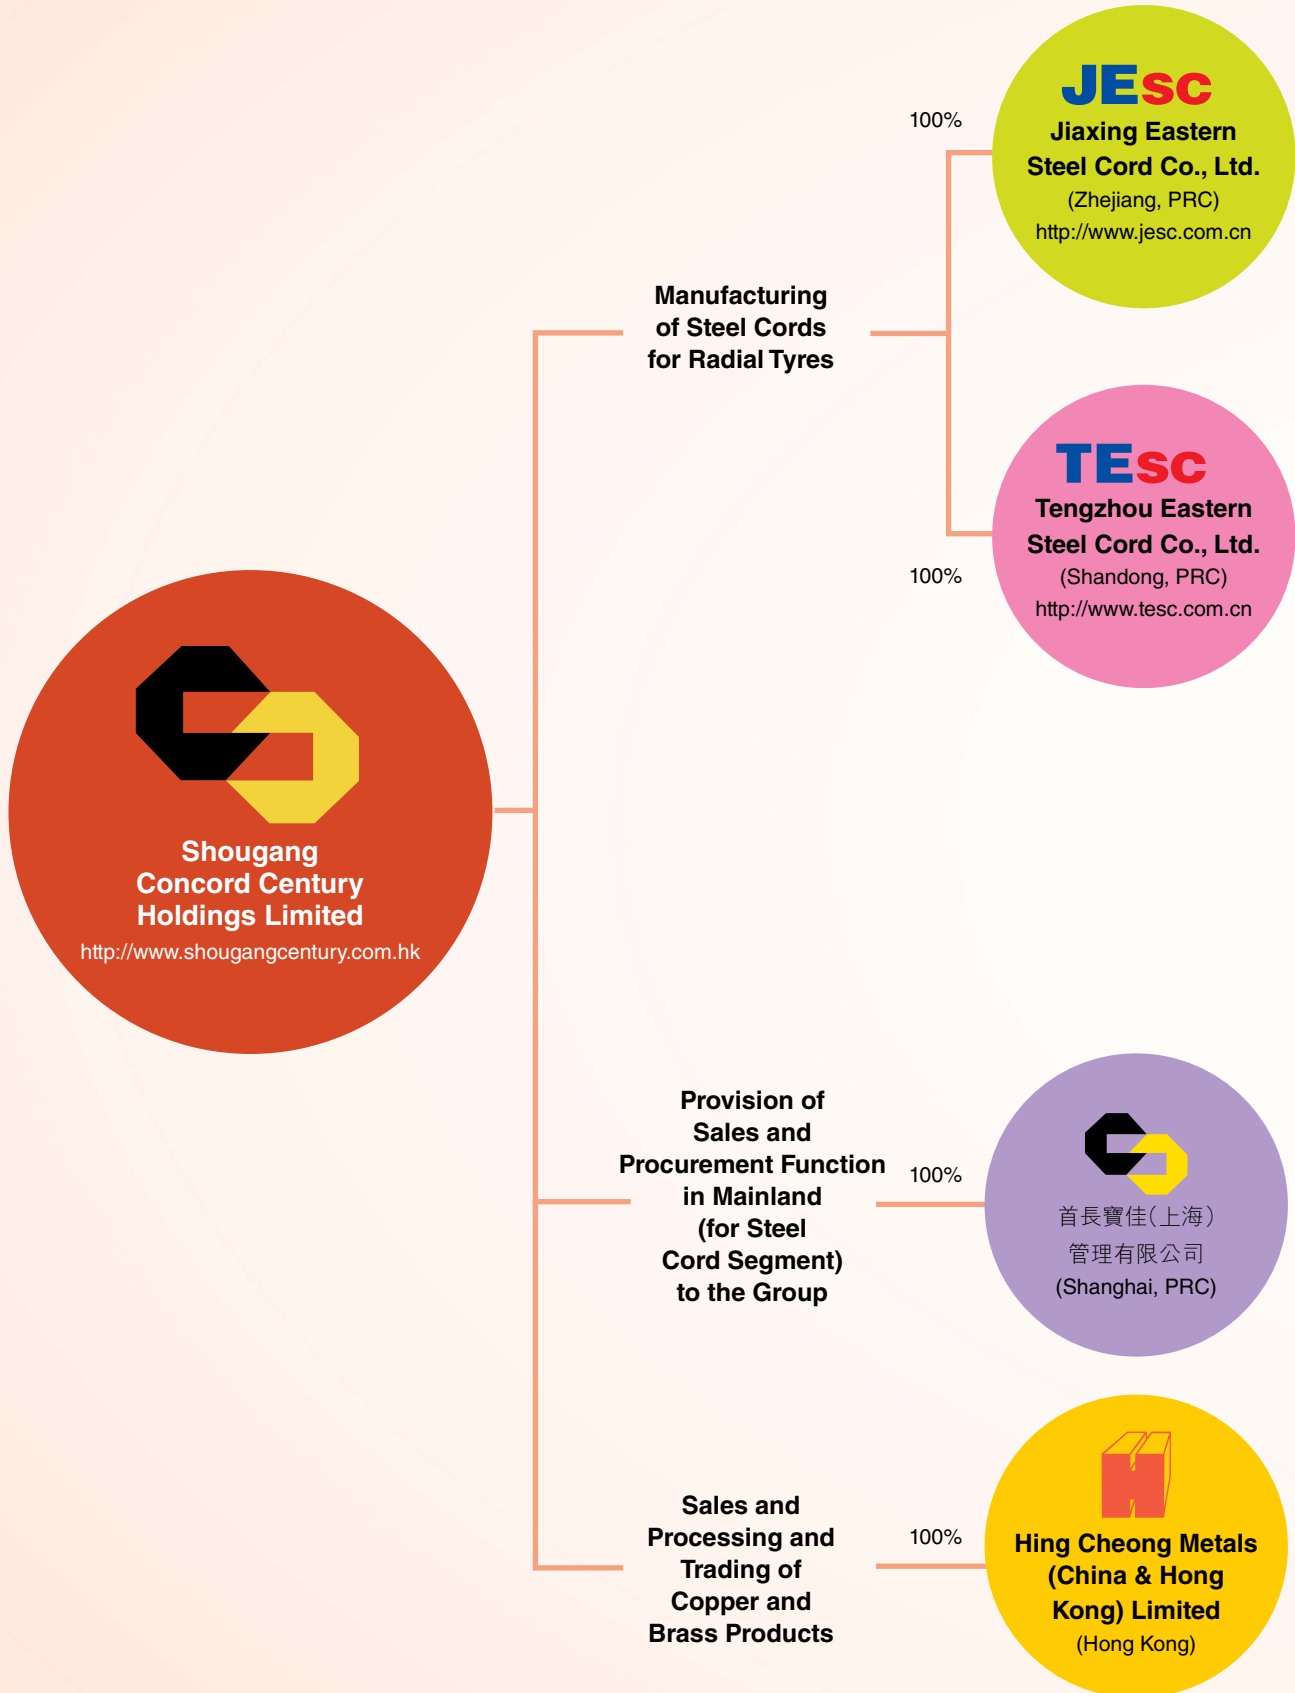 JESC
Jiaxing Eastern
Steel Cord Co., Ltd.
(Zhejiang, PRC)
http://www.jesc.com.cn
100%
Manufacturing
of Steel Cords
for Radial Tyres
TESC
Tengzhou Eastern
Steel Cord Co., Ltd.
(Shandong, PRC)
http://www.tesc.com.cn
100%
Shougang
Concord Century
Holdings Limited
http://www.shougangcentury.com.hk
Provision of
Sales and
Procurement Function
in Mainland
(for Steel
Cord Segment)
to the Group
100%
首長寶佳(上海)
管理有限公司
(Shanghai, PRC)
Sales and
Processing and
Trading of
Copper and
Brass Products
100%
H
Hing Cheong Metals
(China & Hong
Kong) Limited
(Hong Kong)